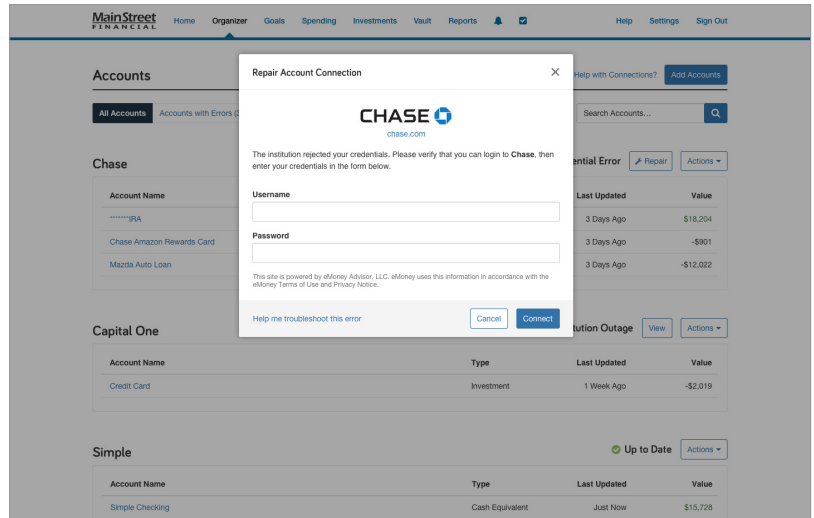 MainStreet
FINANCIAL
Home Organizer Goals Spending Investments Vault Reports Help Settings Sign Out
Accounts
Help with Connections? Add Accounts
All Accounts Accounts with Errors (
Search Accounts...
Repair Account Connection
CHASE
chase.com
The institution rejected your credentials. Please verify that you can login to Chase, then
enter your credentials in the form below.
Username
Password
This site is powered by eMoney Advisor, LLC. eMoney uses this information in accordance with the
eMoney Terms of Use and Privacy Notice.
Help me troubleshoot this error
Cancel Connect
Chase
ential Error Repair Actions
Account Name Last Updated Value
*******IRA 3 Days Ago $18,204
Chase Amazon Rewards Card 3 Days Ago -$901
Mazda Auto Loan 3 Days Ago -$12,022
Capital One
tution Outage View Actions
Account Name Type Last Updated Value
Credit Card Investment 1 Week Ago -$2,019
Simple
Up to Date Actions
Account Name Type Last Updated Value
Simple Checking Cash Equivalent Just Now $15,728